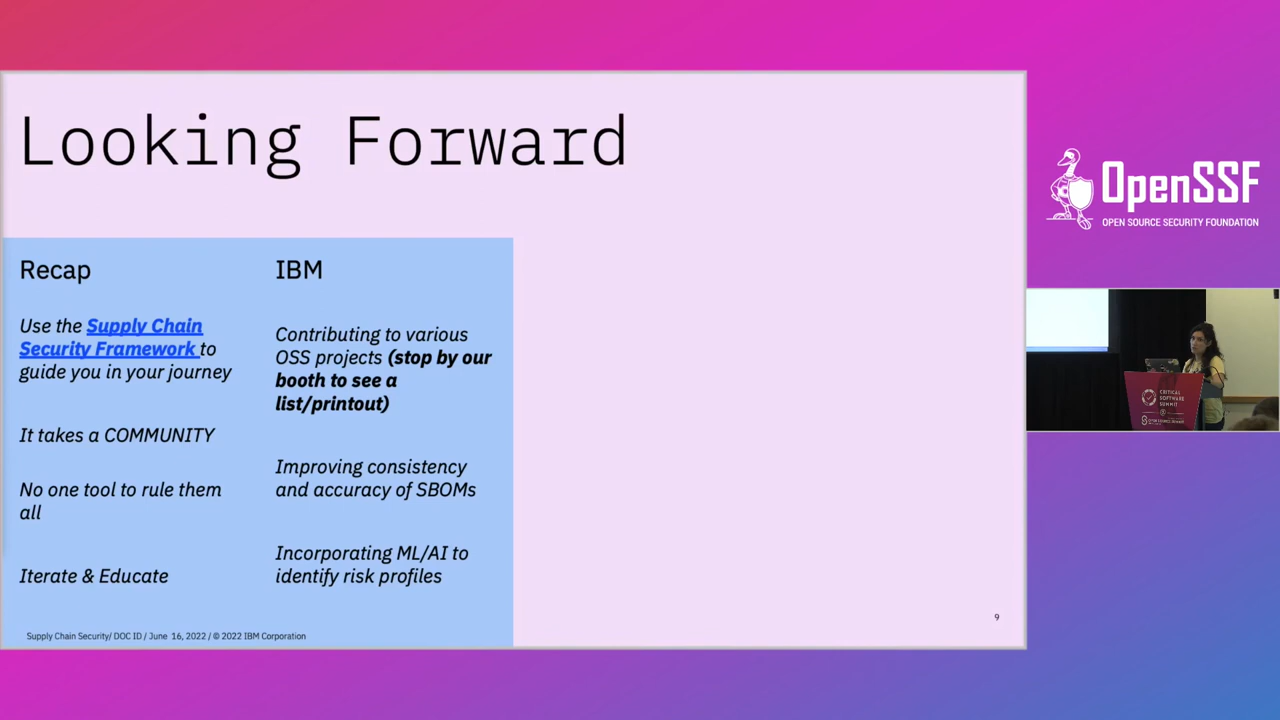 Looking Forward
Recap
Use the Supply Chain
Security Framework to
guide you in your journey
It takes a COMMUNITY
No one tool to rule them
all
Iterate & Educate
IBM
Contributing to various
OSS projects (stop by our
booth to see a
list/printout)
Improving consistency
and accuracy of SBOMs
Incorporating ML/AI to
identify risk profiles
Supply Chain Security/ DOC ID / June 16, 2022 / © 2022 IBM Corporation
9
OpenSSF
OPEN SOURCE SECURITY FOUNDATION
CRITICAL
SOFTWARE
SUMMIT